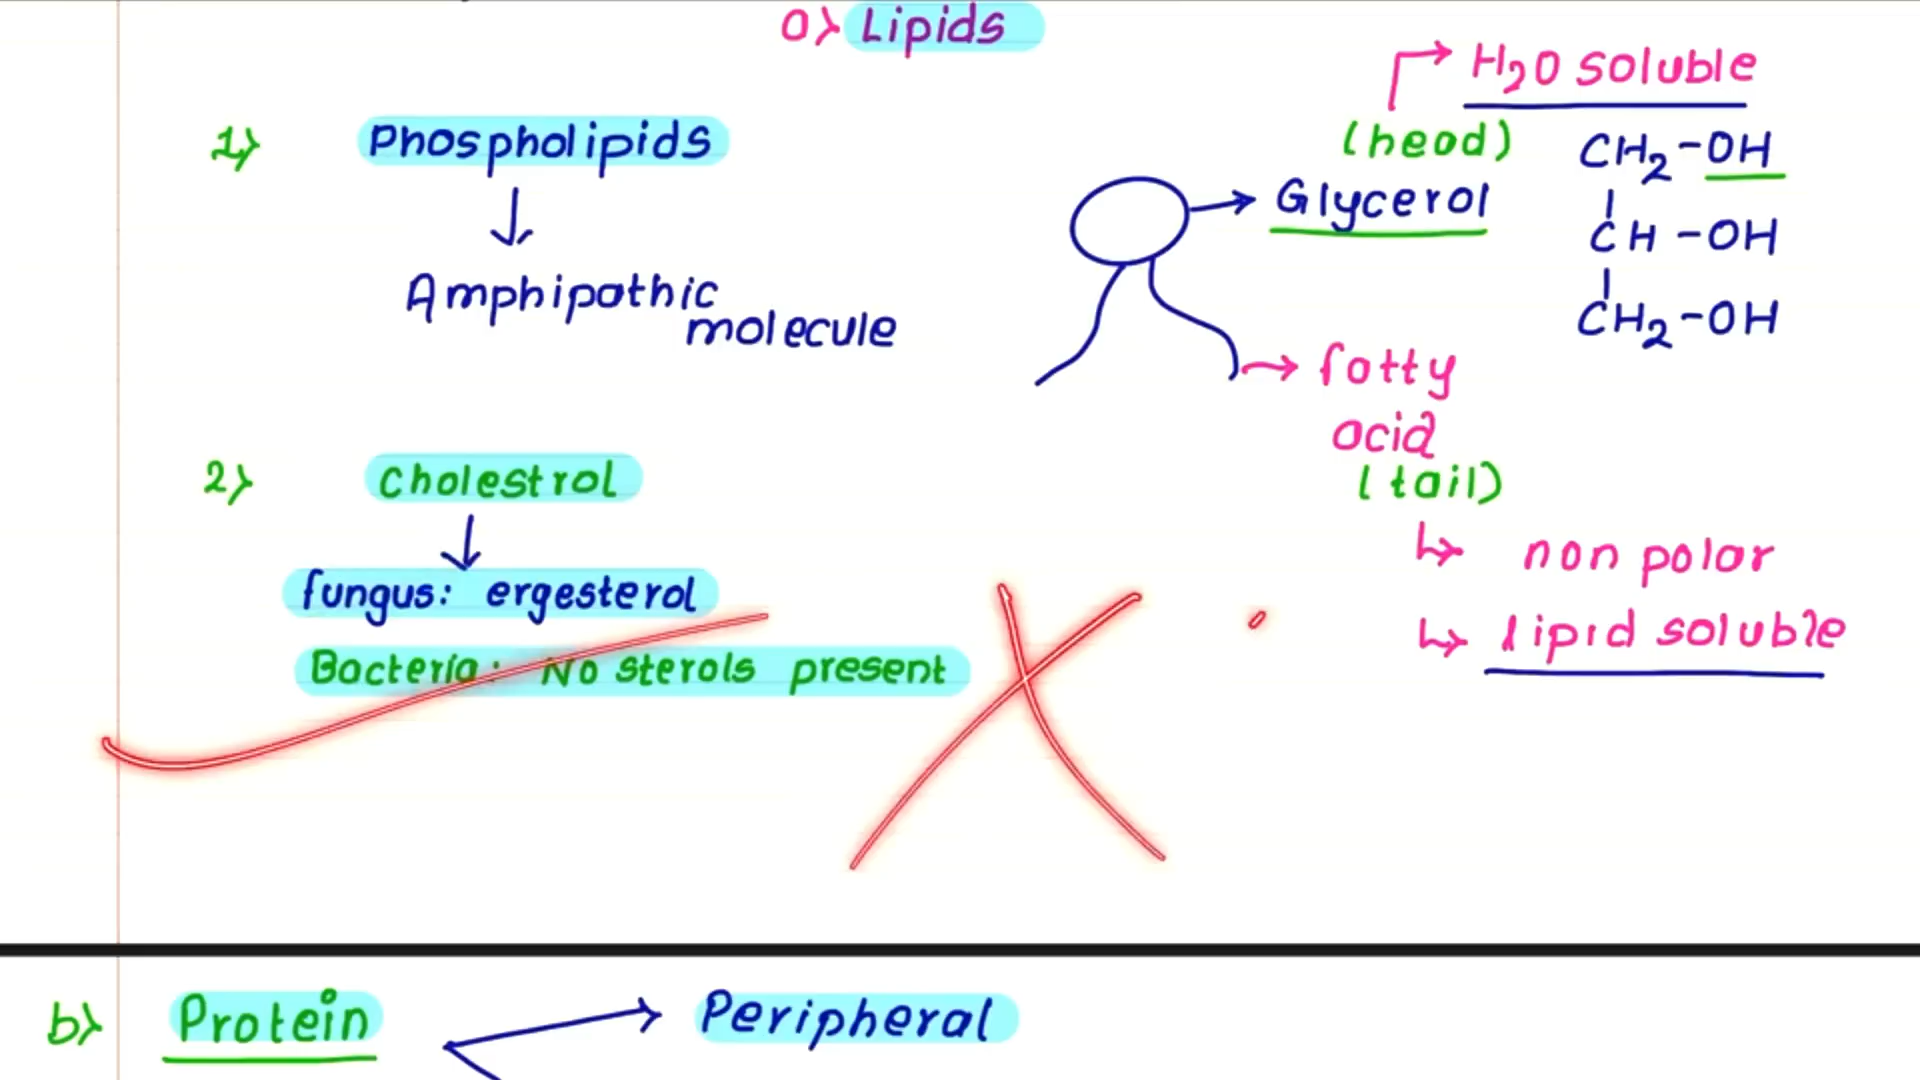 a) Lipids
1) Phospholipids
Amphipathic
molecule
H2O soluble
(head)
Glycerol
CH2-OH
CH-OH
CH2-OH
fatty
acid
(tail)
non polar
lipid soluble
2) Cholestrol
fungus: ergesterol
Bacteria: No sterols present
b) Protein
Peripheral